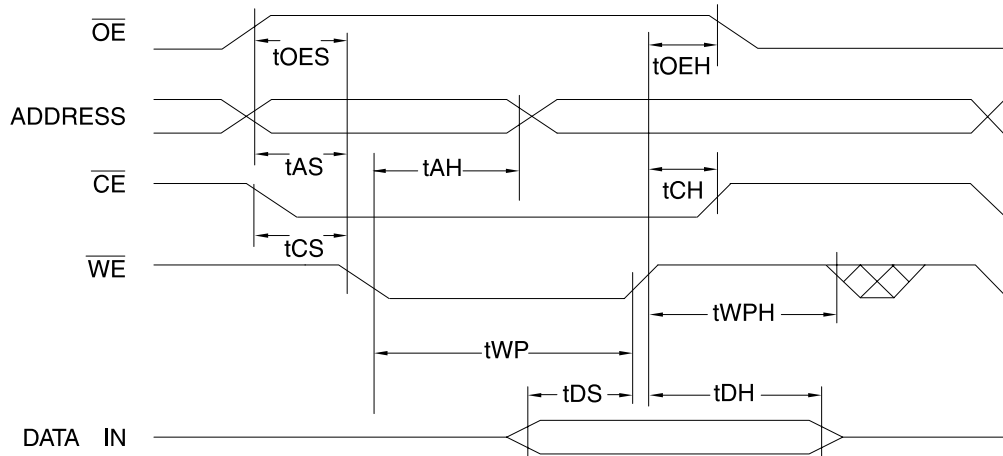 OE
tOES
tOEH
ADDRESS
tAS
tAH
tCH
CE
tCS
WE
tWPH
tWP
tDS
tDH
DATA IN